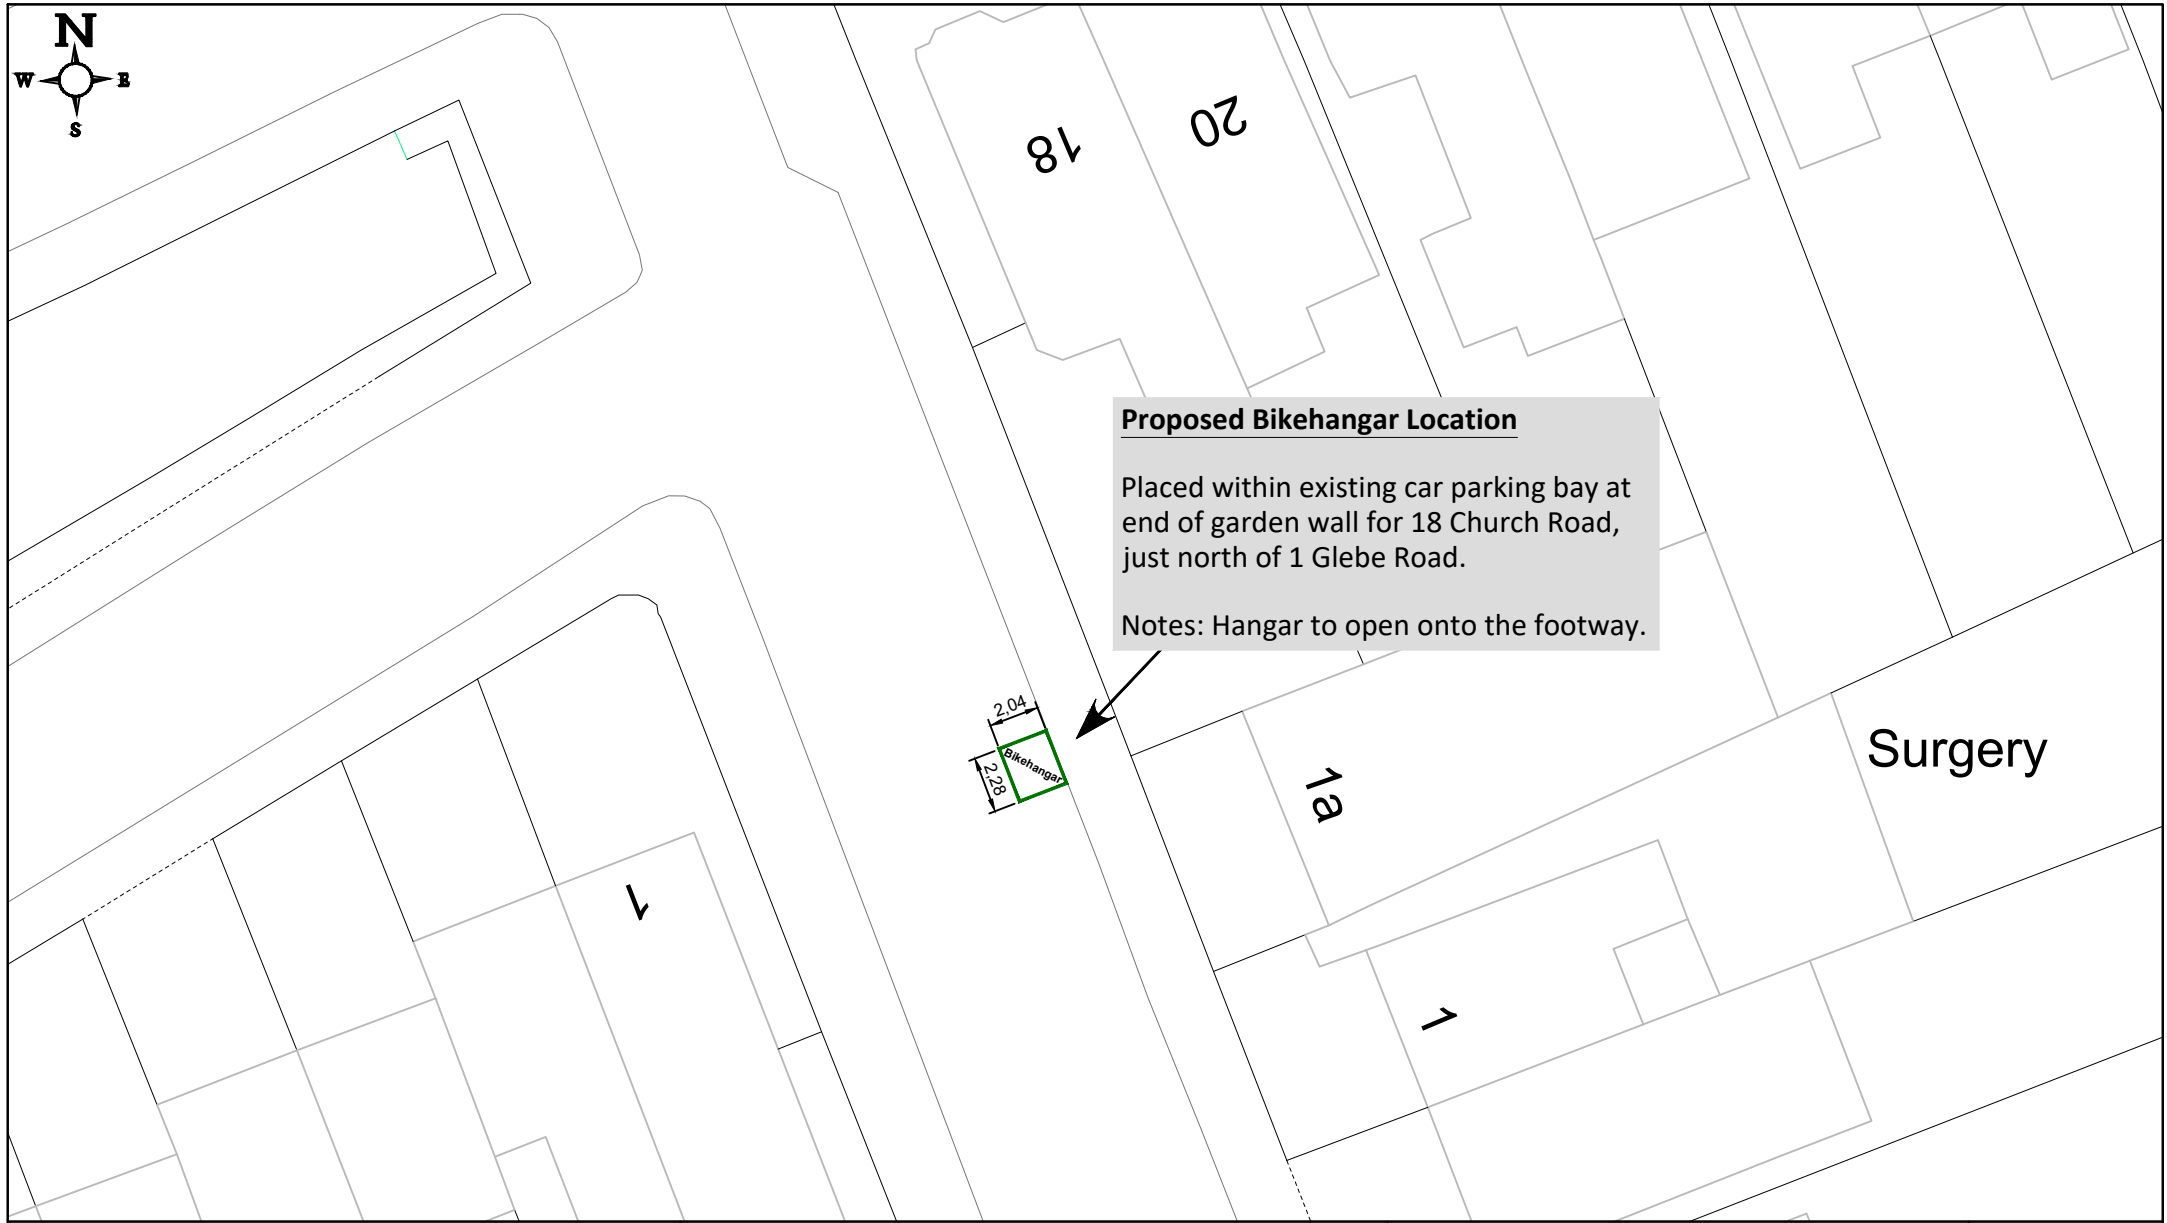 N
W E
S
18
20
Proposed Bikehangar Location
Placed within existing car parking bay at
end of garden wall for 18 Church Road,
just north of 1 Glebe Road.
Notes: Hangar to open onto the footway.
2,04
Bikehangar
2,28
Surgery
1a
1
1